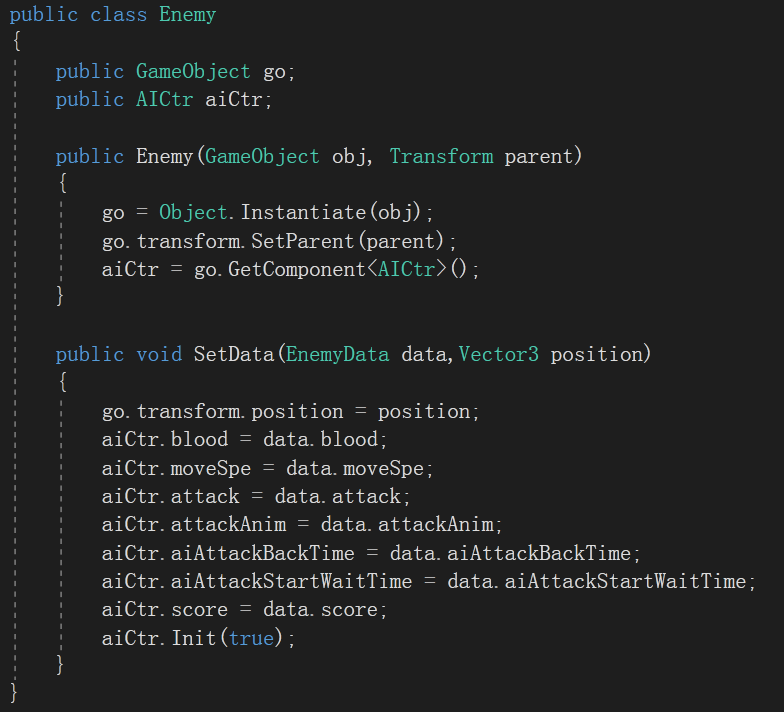 public class Enemy
{
    public GameObject go;
    public AICtr aiCtr;

    public Enemy(GameObject obj, Transform parent)
    {
        go = Object.Instantiate(obj);
        go.transform.SetParent(parent);
        aiCtr = go.GetComponent<AICtr>();
    }

    public void SetData(EnemyData data,Vector3 position)
    {
        go.transform.position = position;
        aiCtr.blood = data.blood;
        aiCtr.moveSpe = data.moveSpe;
        aiCtr.attack = data.attack;
        aiCtr.attackAnim = data.attackAnim;
        aiCtr.aiAttackBackTime = data.aiAttackBackTime;
        aiCtr.aiAttackStartWaitTime = data.aiAttackStartWaitTime;
        aiCtr.score = data.score;
        aiCtr.Init(true);
    }
}